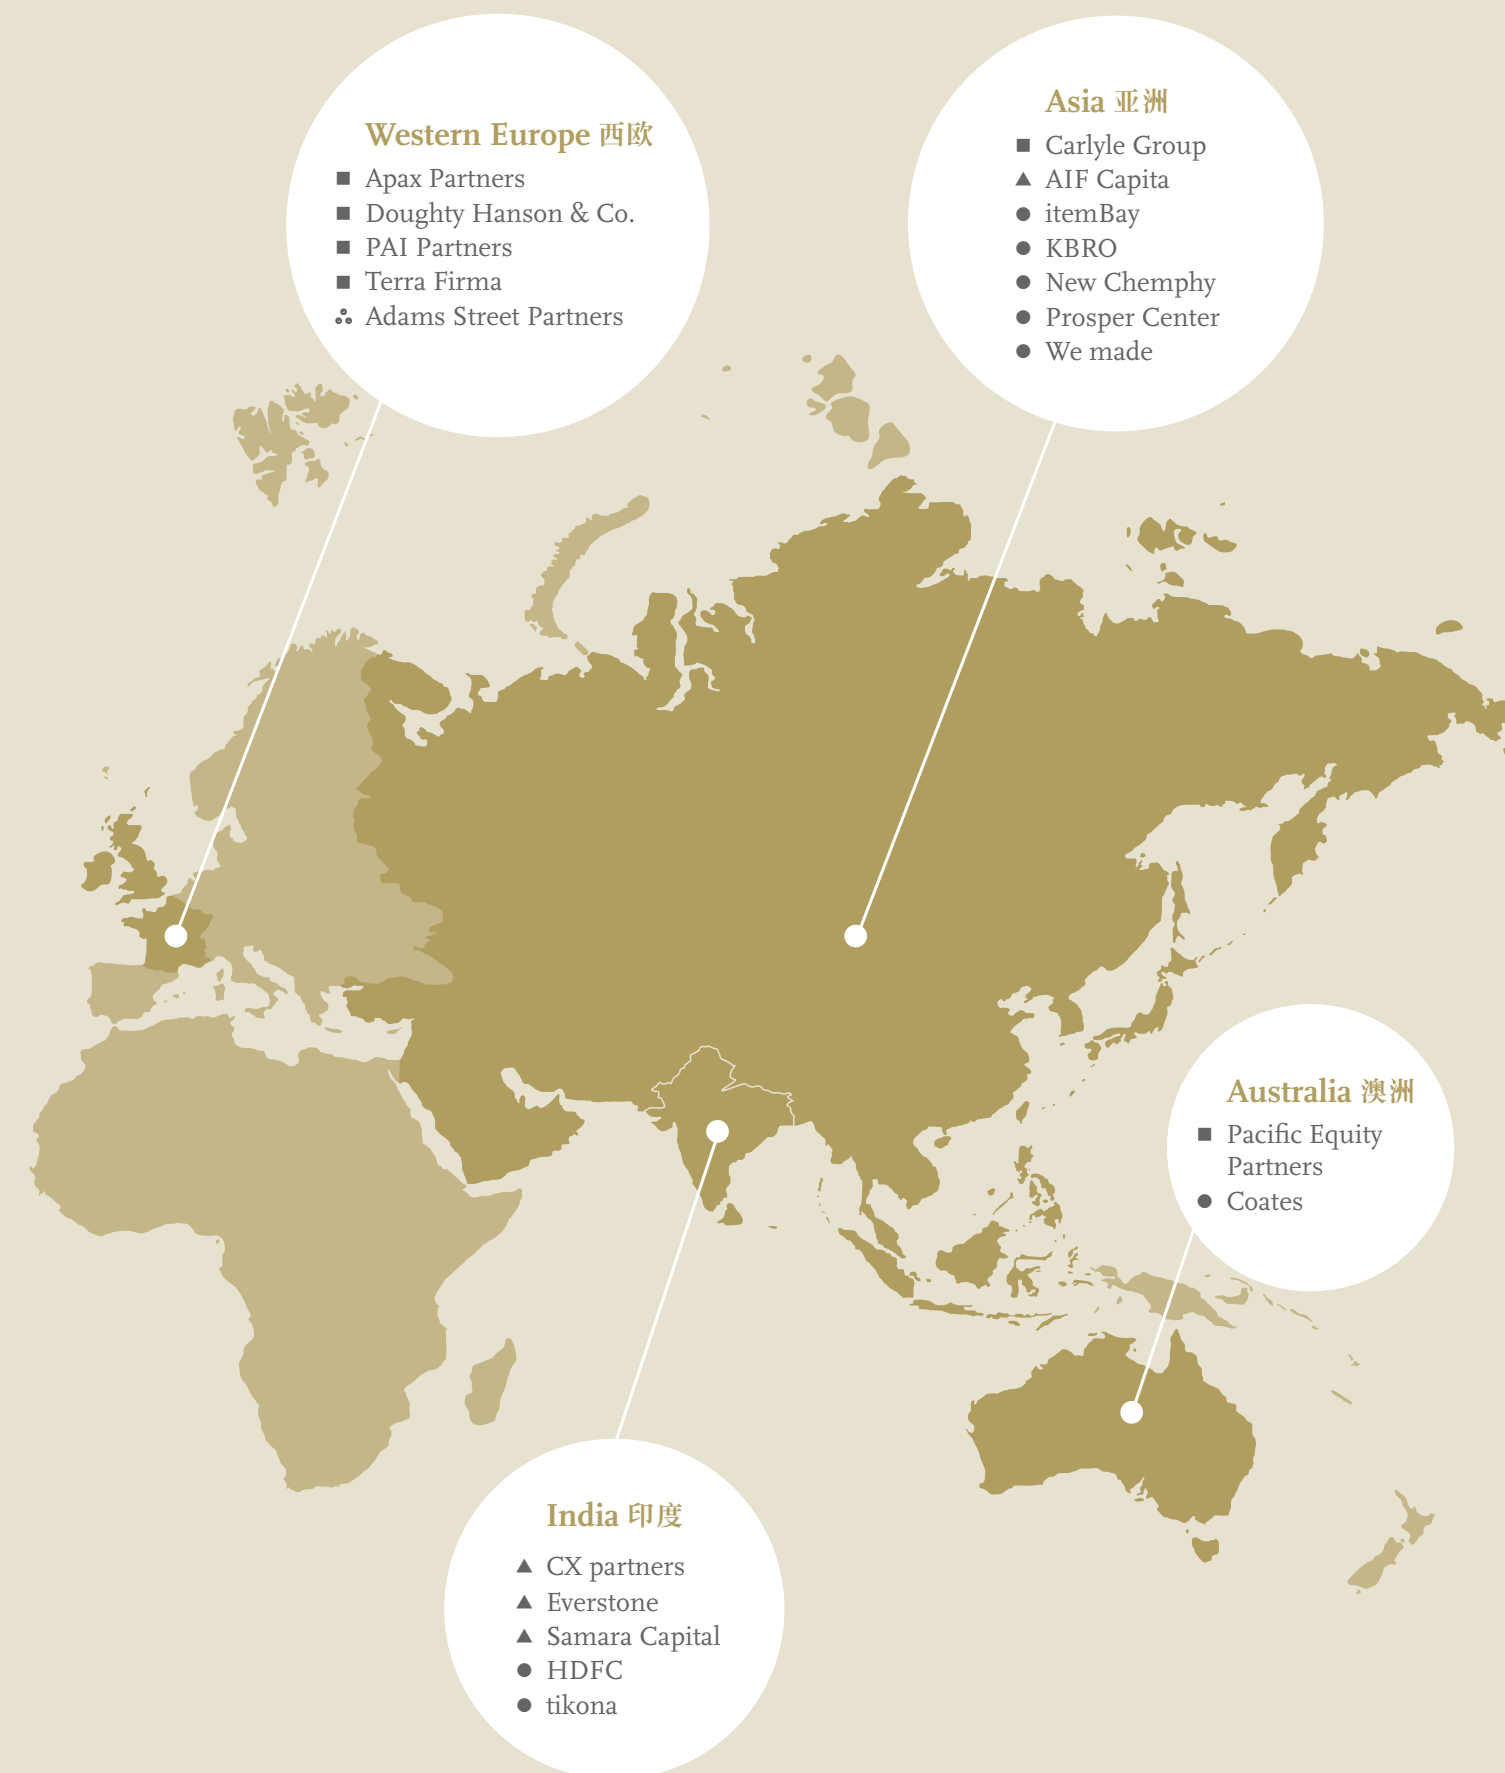 Western Europe 西欧
Apax Partners
Doughty Hanson & Co.
PAI Partners
Terra Firma
Adams Street Partners
Asia 亚洲
Carlyle Group
AIF Capita
itemBay
KBRO
New Chemphy
Prosper Center
We made
Australia 澳洲
Pacific Equity
Partners
Coates
India 印度
CX partners
Everstone
Samara Capital
HDFC
tikona